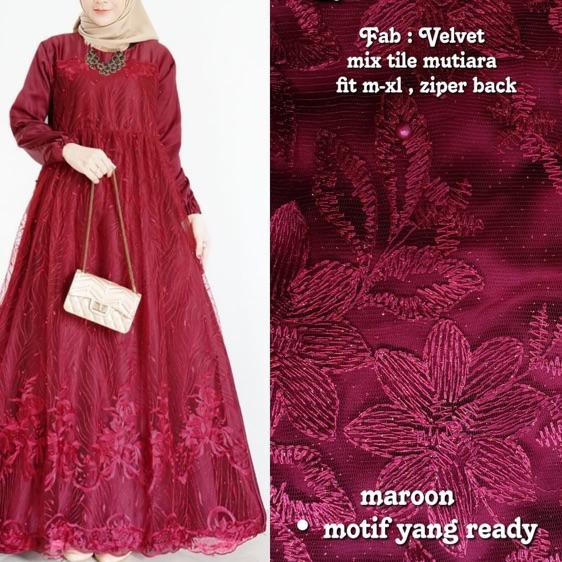 Fab : Velvet
mix tile mutiara
fit m-xl , ziper back
maroon
• motif yang ready